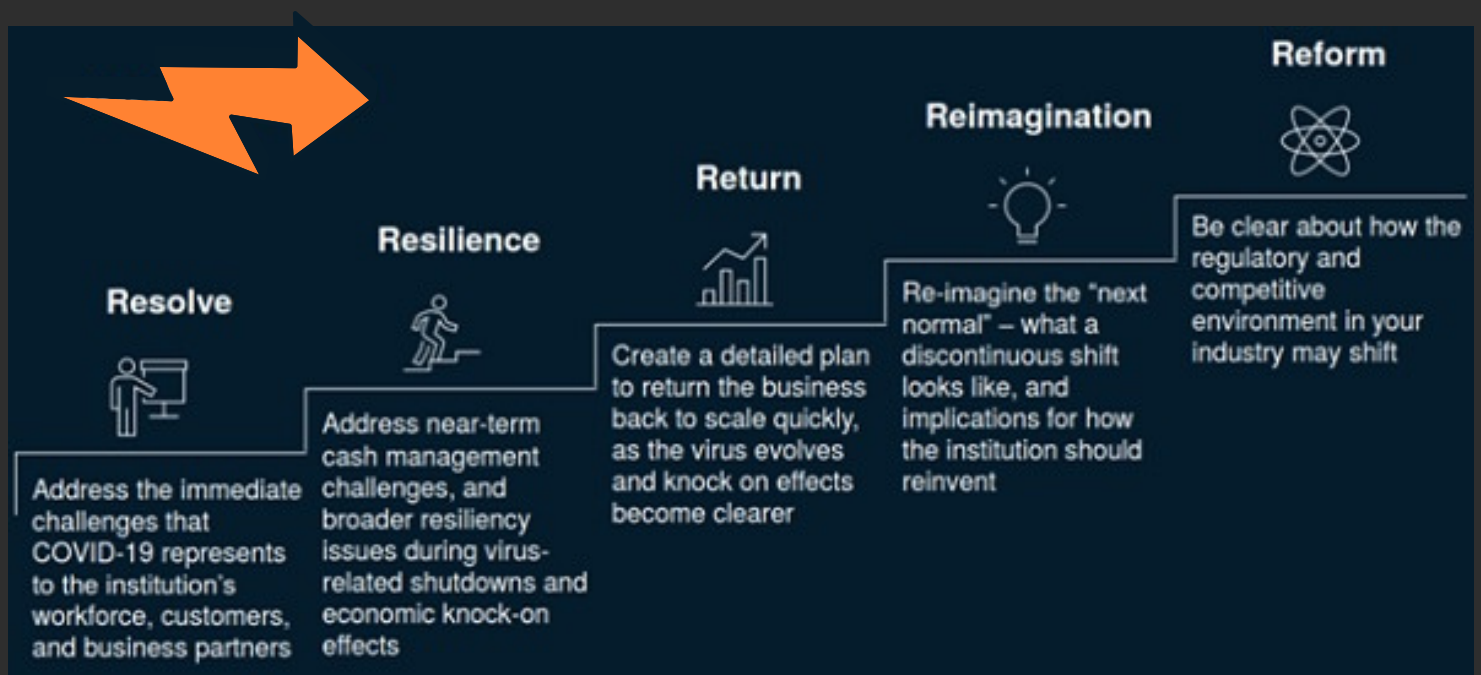 Resolve
Address the immediate
challenges that
COVID-19 represents
to the institution's
workforce, customers,
and business partners
Resilience
Address near-term
cash management
challenges, and
broader resiliency
issues during virus-
related shutdowns and
economic knock-on
effects
Return
Create a detailed plan
to return the business
back to scale quickly,
as the virus evolves
and knock on effects
become clearer
Reimagination
Re-imagine the “next
normal” – what a
discontinuous shift
looks like, and
implications for how
the institution should
reinvent
Reform
Be clear about how the
regulatory and
competitive
environment in your
industry may shift